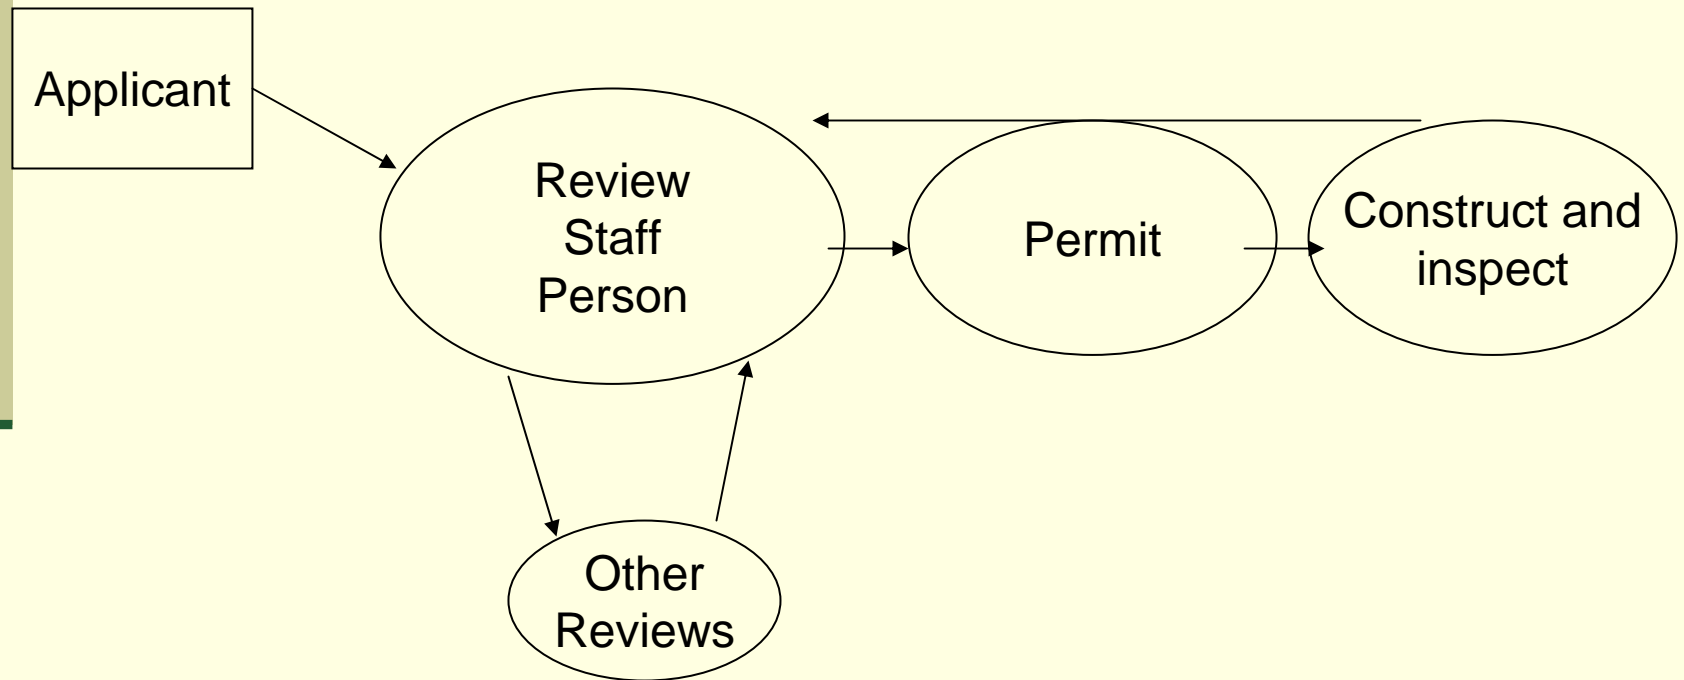 Applicant
Review
Staff
Person
Permit
Construct and
inspect
Other
Reviews